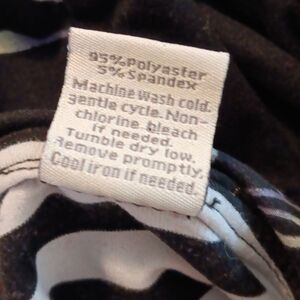 95% Polyaster
5% Spandex
Machine wash cold.
gentle cycle. Non-
chlorine bleach
if needed.
Tumble dry low.
Remove promptly.
Cool iron if needed.